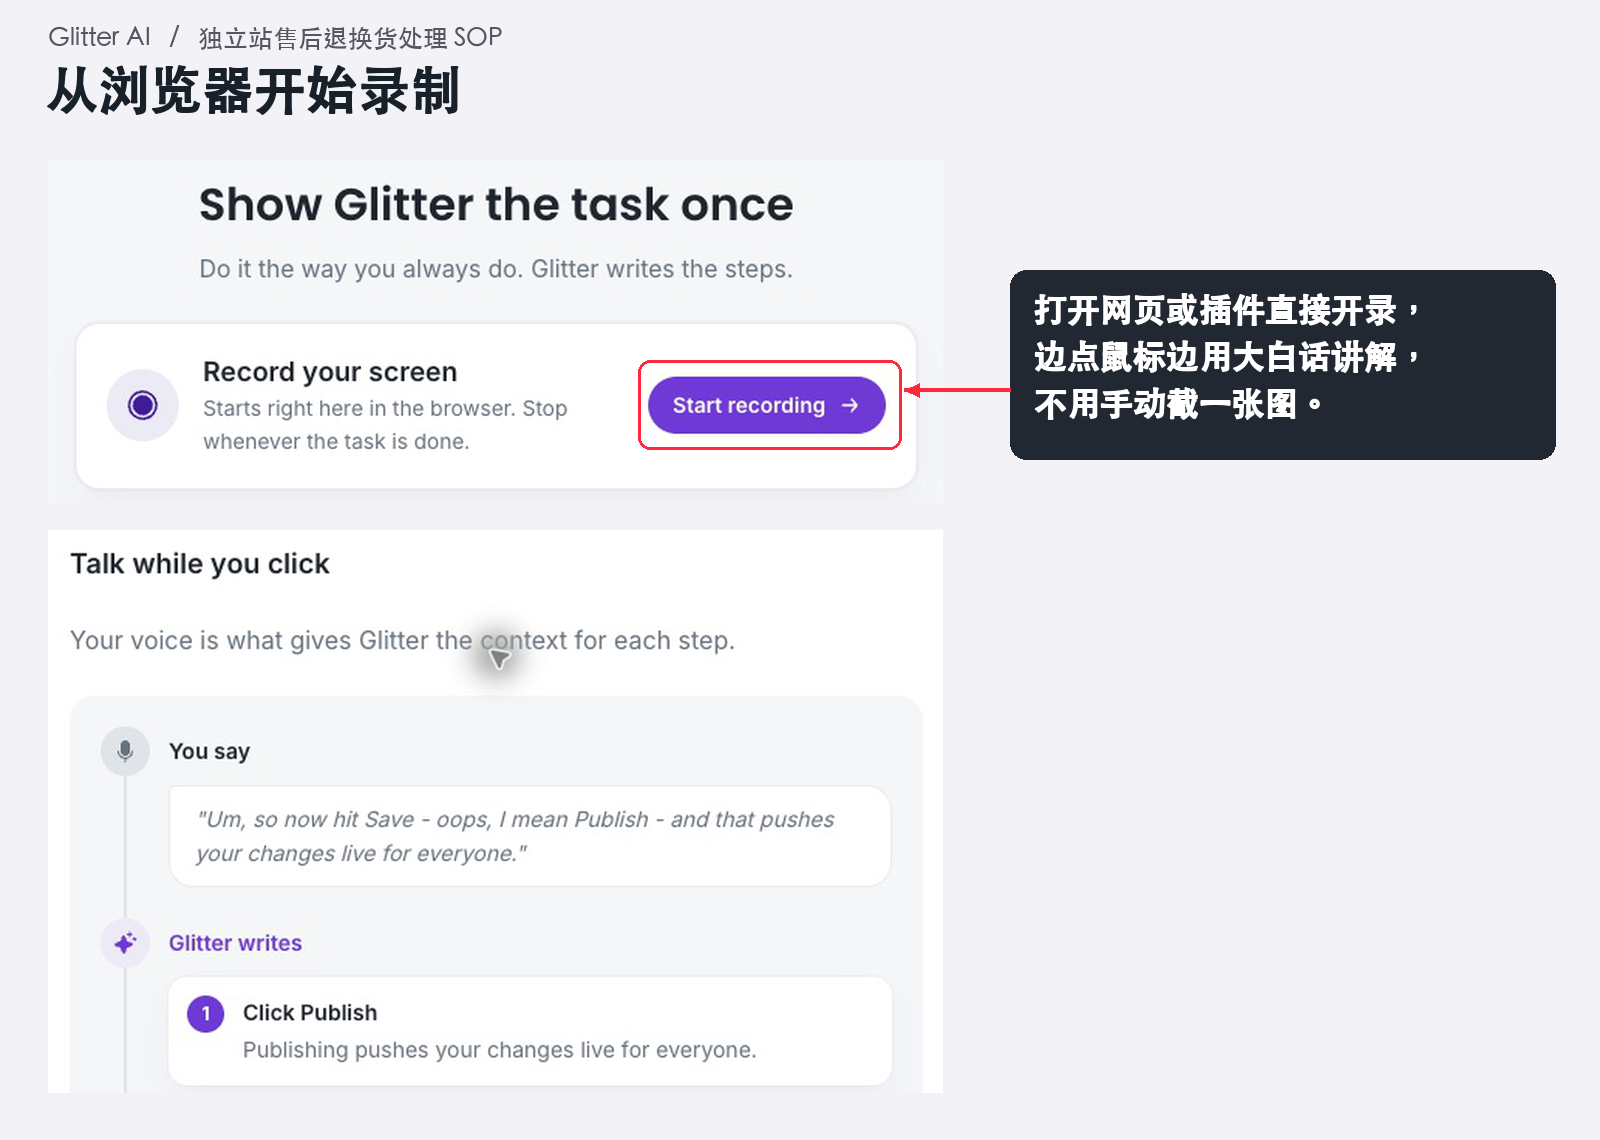 Glitter AI / 独立站售后退换货处理 SOP
从浏览器开始录制
Show Glitter the task once
Do it the way you always do. Glitter writes the steps.
Record your screen
Starts right here in the browser. Stop
whenever the task is done.
Start recording →
打开网页或插件直接开录，
边点鼠标边用大白话讲解，
不用手动截一张图。
Talk while you click
Your voice is what gives Glitter the context for each step.
You say
"Um, so now hit Save - oops, I mean Publish - and that pushes
your changes live for everyone."
Glitter writes
1 Click Publish
Publishing pushes your changes live for everyone.